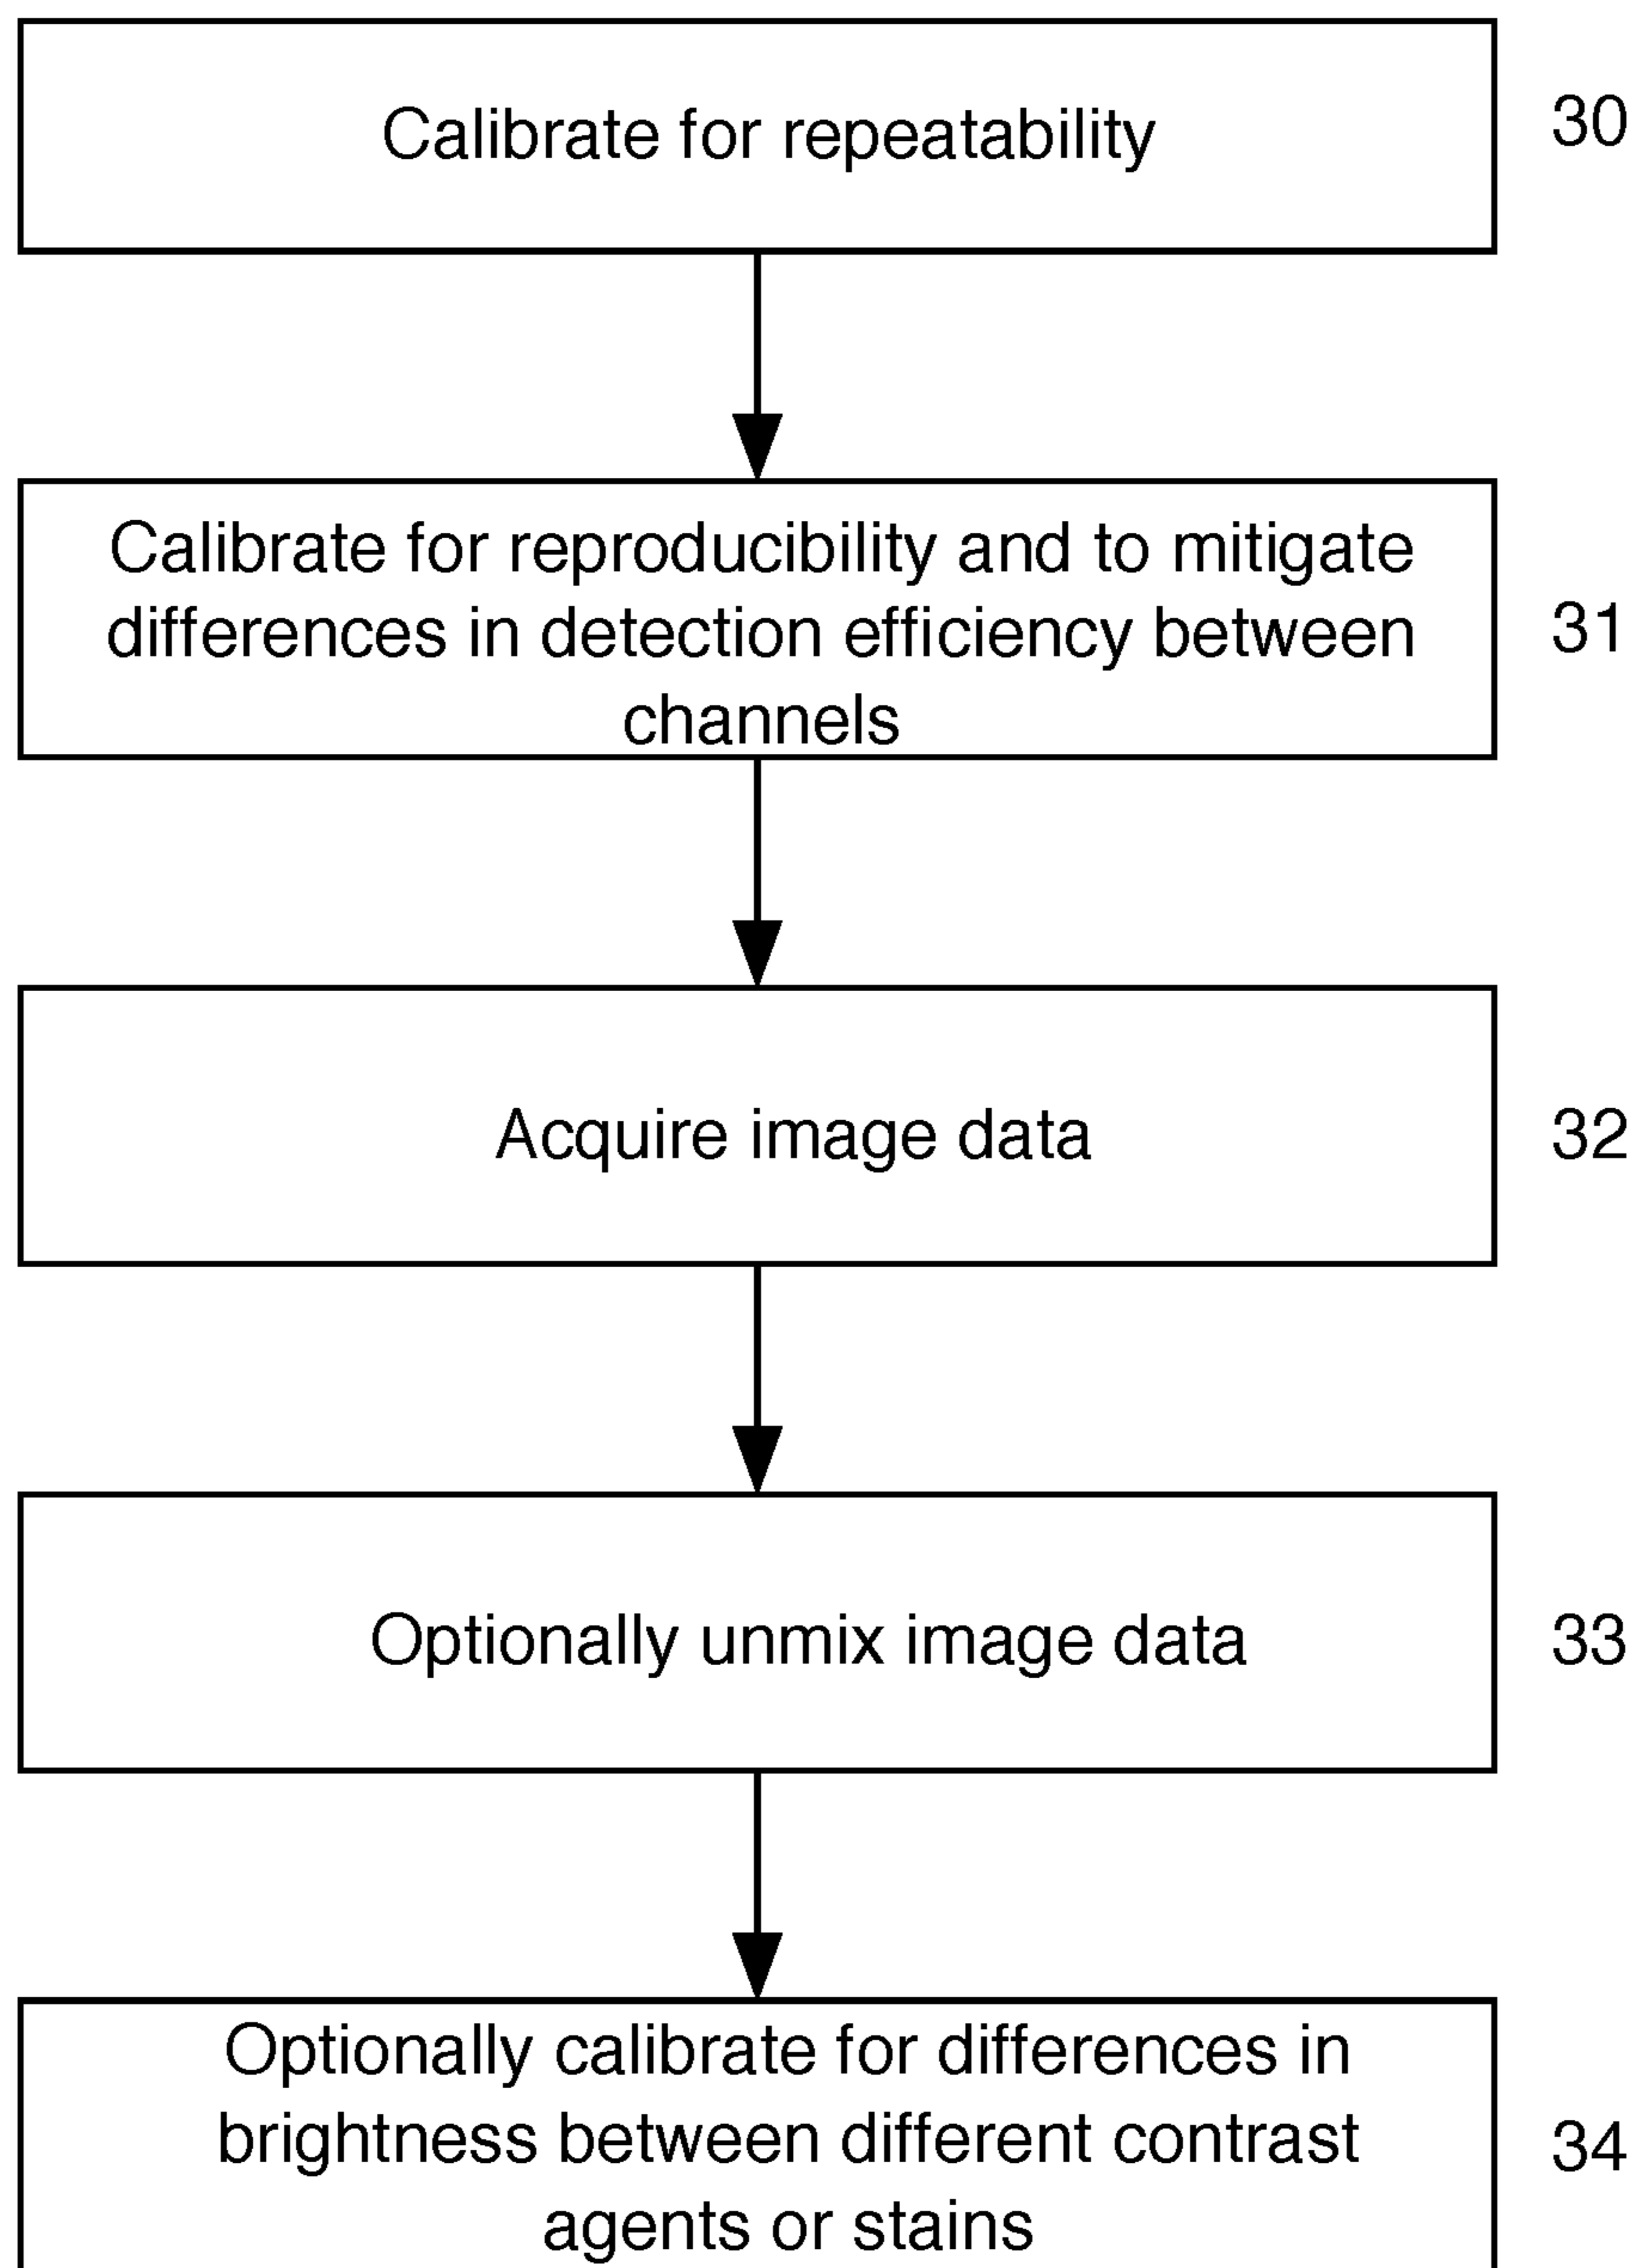 Calibrate for repeatability
30
Calibrate for reproducibility and to mitigate
differences in detection efficiency between
channels
31
Acquire image data
32
Optionally unmix image data
33
Optionally calibrate for differences in
brightness between different contrast
agents or stains
34